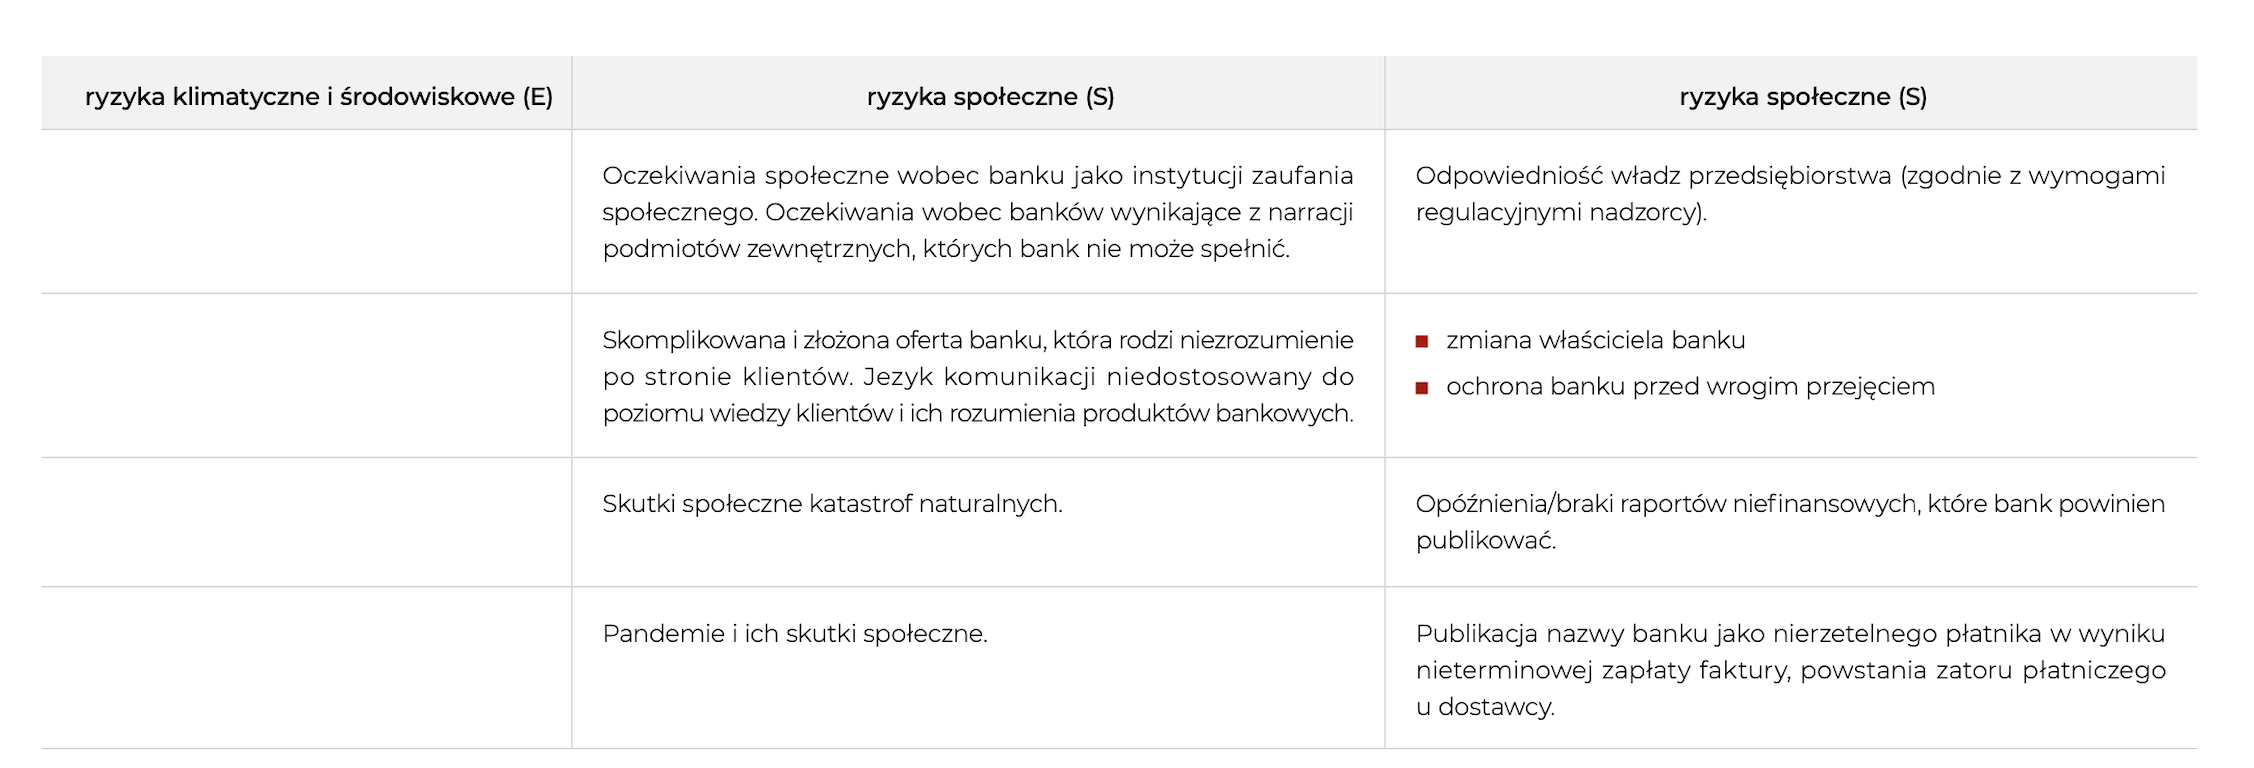 ryzyka klimatyczne i środowiskowe (E)
ryzyka społeczne (S)
ryzyka społeczne (S)
Oczekiwania społeczne wobec banku jako instytucji zaufania
społecznego. Oczekiwania wobec banków wynikające z narracji
podmiotów zewnętrznych, których bank nie może spełnić.
Odpowiedniość władz przedsiębiorstwa (zgodnie z wymogami
regulacyjnymi nadzorcy).
Skomplikowana i złożona oferta banku, która rodzi niezrozumienie
po stronie klientów. Jezyk komunikacji niedostosowany do
poziomu wiedzy klientów i ich rozumienia produktów bankowych.
zmiana właściciela banku
ochrona banku przed wrogim przejęciem
Skutki społeczne katastrof naturalnych.
Opóźnienia/braki raportów niefinansowych, które bank powinien
publikować.
Pandemie i ich skutki społeczne.
Publikacja nazwy banku jako nierzetelnego płatnika w wyniku
nieterminowej zapłaty faktury, powstania zatoru płatniczego
u dostawcy.